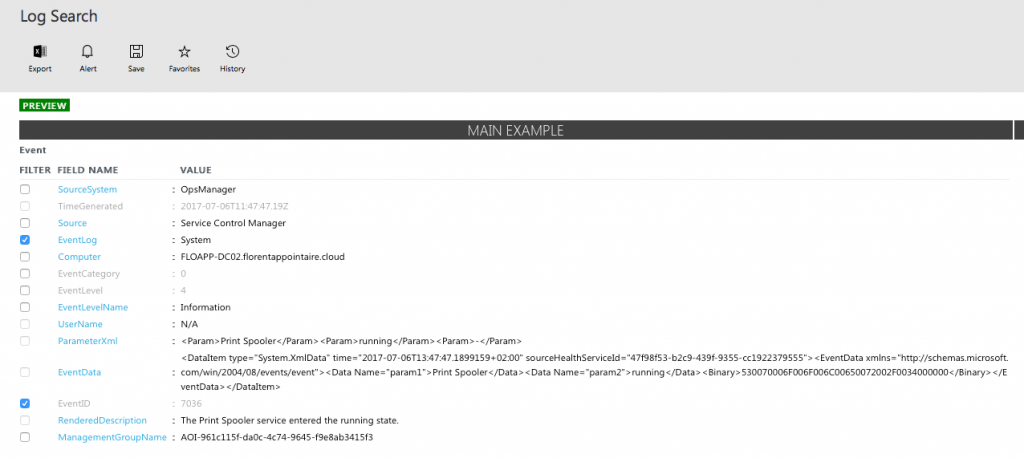 Log Search
Export Alert Save Favorites History
PREVIEW
MAIN EXAMPLE
Event
FILTER FIELD NAME VALUE
SourceSystem : OpsManager
TimeGenerated : 2017-07-06T11:47:47.19Z
Source : Service Control Manager
EventLog : System
Computer : FLOAPP-DC02.florentappointaire.cloud
EventCategory : 0
EventLevel : 4
EventLevelName : Information
UserName : N/A
ParameterXml : <Param>Print Spooler</Param><Param>running</Param><Param>-</Param>
<DataItem type="System.XmlData" time="2017-07-06T13:47:47.1899159+02:00" sourceHealthServiceId="47f98f53-b2c9-439f-9355-cc1922379555"><EventData xmlns="http://schemas.microsoft.
EventData : com/win/2004/08/events/event"><Data Name="param1">Print Spooler</Data><Data Name="param2">running</Data><Binary>530070006F006F006C00650072002F0034000000</Binary></E
ventData></DataItem>
EventID : 7036
RenderedDescription : The Print Spooler service entered the running state.
ManagementGroupName : AOI-961c115f-da0c-4c74-9645-f9e8ab3415f3